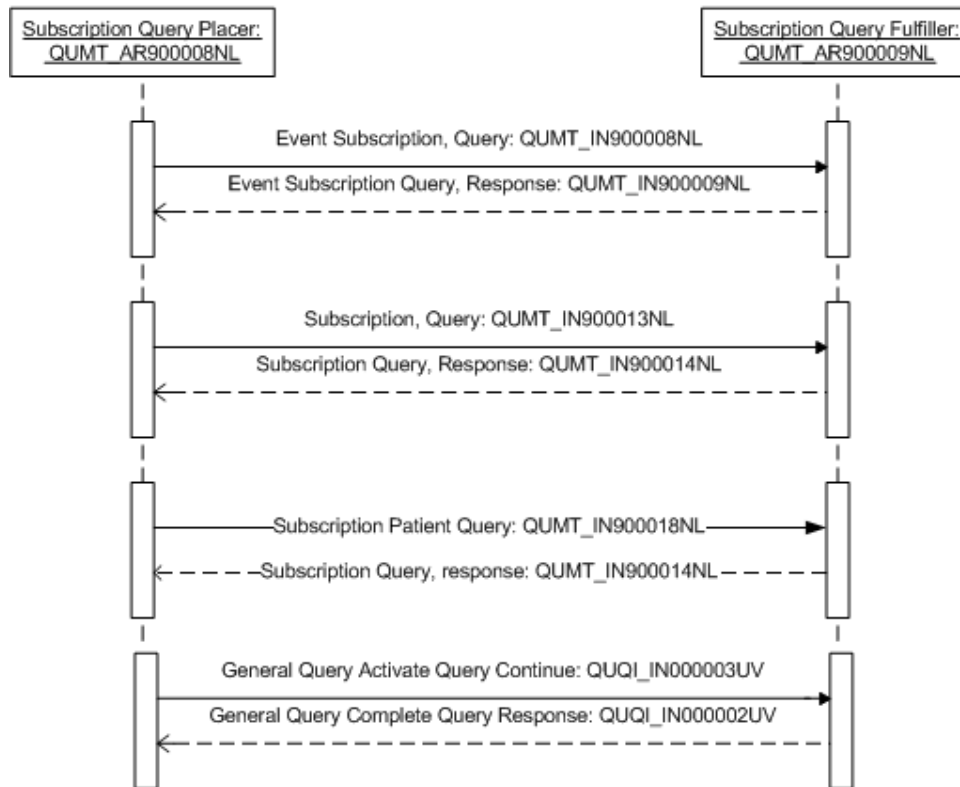 Subscription Query Placer:
QUMT_AR900008NL
Subscription Query Fulfiller:
QUMT_AR900009NL
Event Subscription, Query: QUMT_IN900008NL
Event Subscription Query, Response: QUMT_IN900009NL
Subscription, Query: QUMT_IN900013NL
Subscription Query, Response: QUMT_IN900014NL
Subscription Patient Query: QUMT_IN900018NL
Subscription Query, response: QUMT_IN900014NL
General Query Activate Query Continue: QUQI_IN000003UV
General Query Complete Query Response: QUQI_IN000002UV